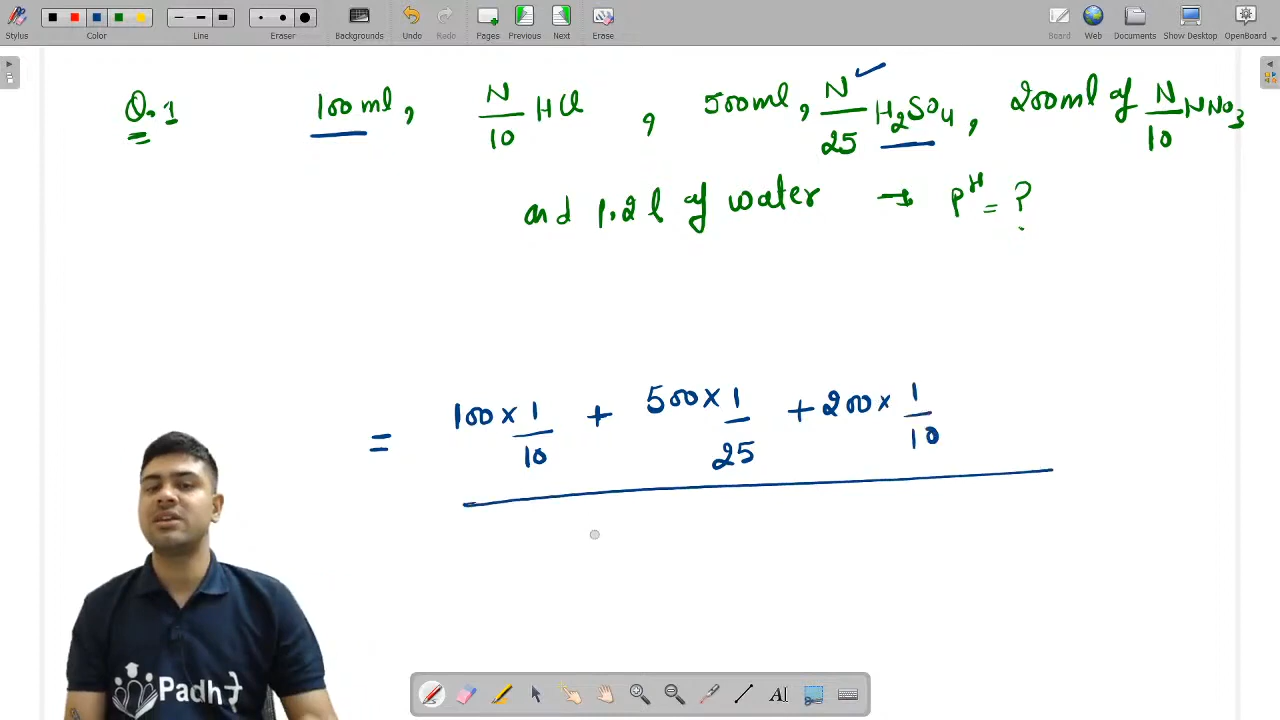 Stylus Color Line Eraser Backgrounds Undo Redo Pages Previous Next Erase Board Web Documents Show Desktop OpenBoard
Q.1 100 ml, N/10 HCl, 500ml, N/25 H₂SO₄, 200ml of N/10 HNO₃
and 1.2 l of water → pᴴ = ?
= 100 × 1/10 + 500 × 1/25 + 200 × 1/10
Padhरे